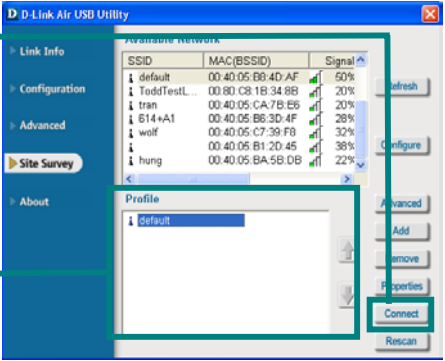 D-Link Air USB Utility
Link Info
Configuration
Advanced
Site Survey
About
Available Network
SSID MAC(BSSID) Signal
default 00:40:05:B8:4D:AF 50%
ToddTestL... 00:80:C8:1B:34:8B 20%
tran 00:40:05:CA:7B:E6 20%
614+A1 00:40:05:B6:3D:4F 28%
wolf 00:40:05:C7:39:F8 32%
00:40:05:B1:2D:45 38%
hung 00:40:05:BA:5B:DB 22%
Refresh
Configure
Profile
default
Advanced
Add
Remove
Properties
Connect
Rescan